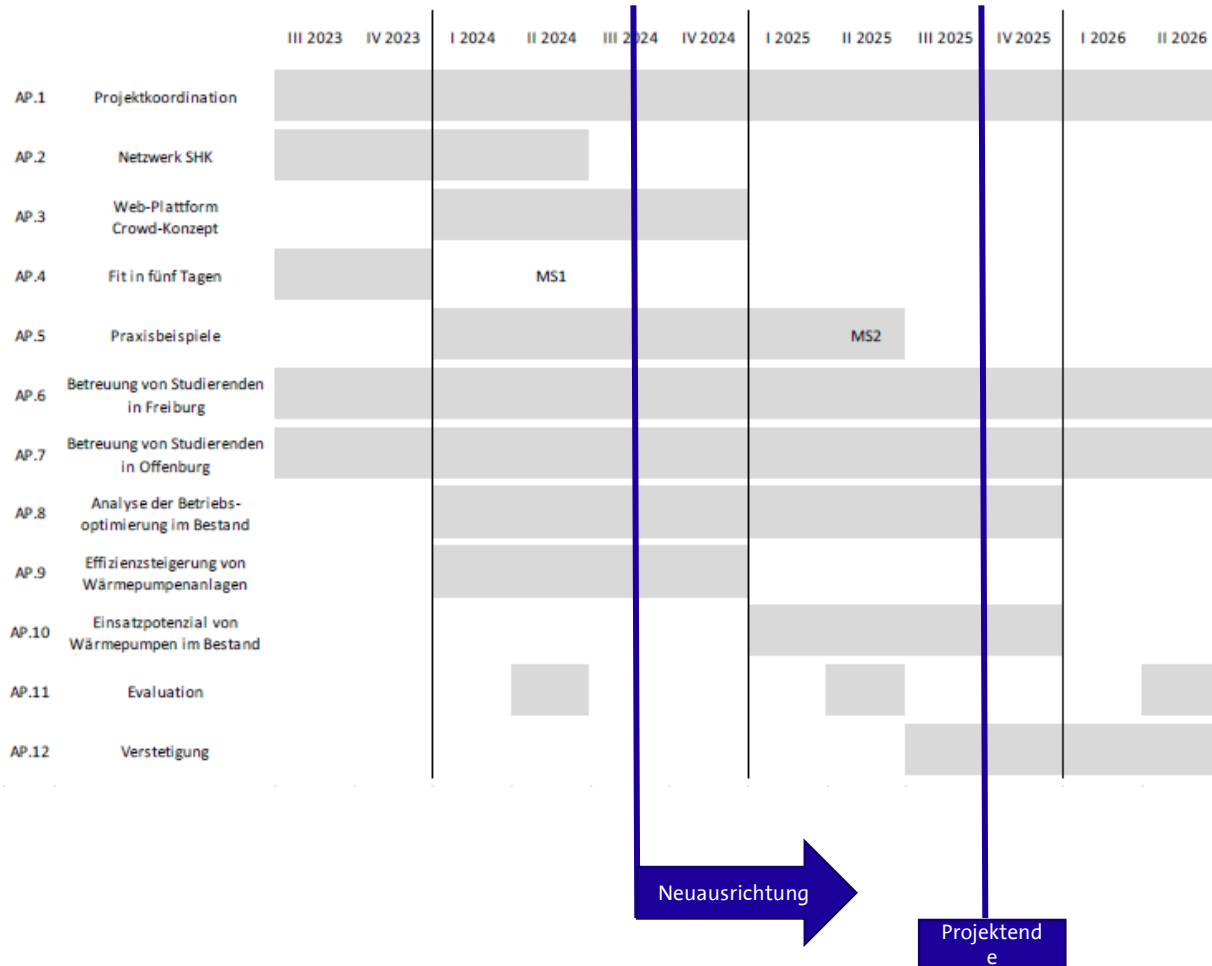 III 2023 IV 2023 I 2024 II 2024 III 2024 IV 2024 I 2025 II 2025 III 2025 IV 2025 I 2026 II 2026
AP.1 Projektkoordination
AP.2 Netzwerk SHK
AP.3 Web-Plattform
Crowd-Konzept
AP.4 Fit in fünf Tagen MS1
AP.5 Praxisbeispiele MS2
AP.6 Betreuung von Studierenden
in Freiburg
AP.7 Betreuung von Studierenden
in Offenburg
AP.8 Analyse der Betriebs-
optimierung im Bestand
AP.9 Effizienzsteigerung von
Wärmepumpenanlagen
AP.10 Einsatzpotenzial von
Wärmepumpen im Bestand
AP.11 Evaluation
AP.12 Verstetigung
Neuausrichtung
Projektend
e